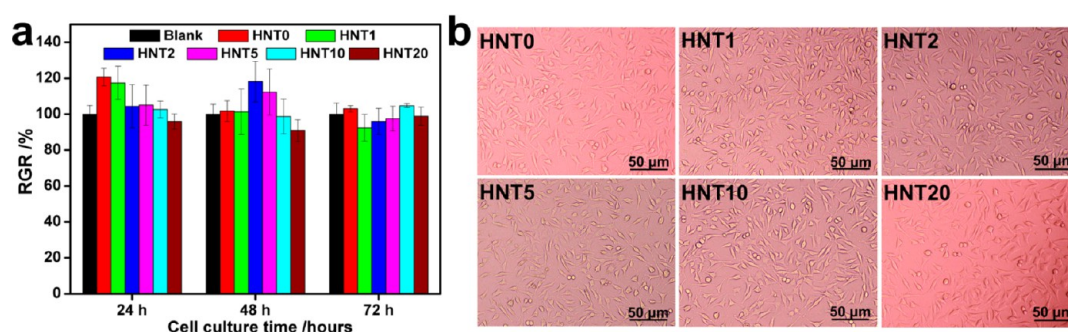 a
Blank HNT0 HNT1
HNT2 HNT5 HNT10 HNT20
RGR /%
140
120
100
80
60
40
20
0
24 h 48 h 72 h
Cell culture time /hours
b
HNT0 HNT1 HNT2
50 μm 50 μm 50 μm
HNT5 HNT10 HNT20
50 μm 50 μm 50 μm